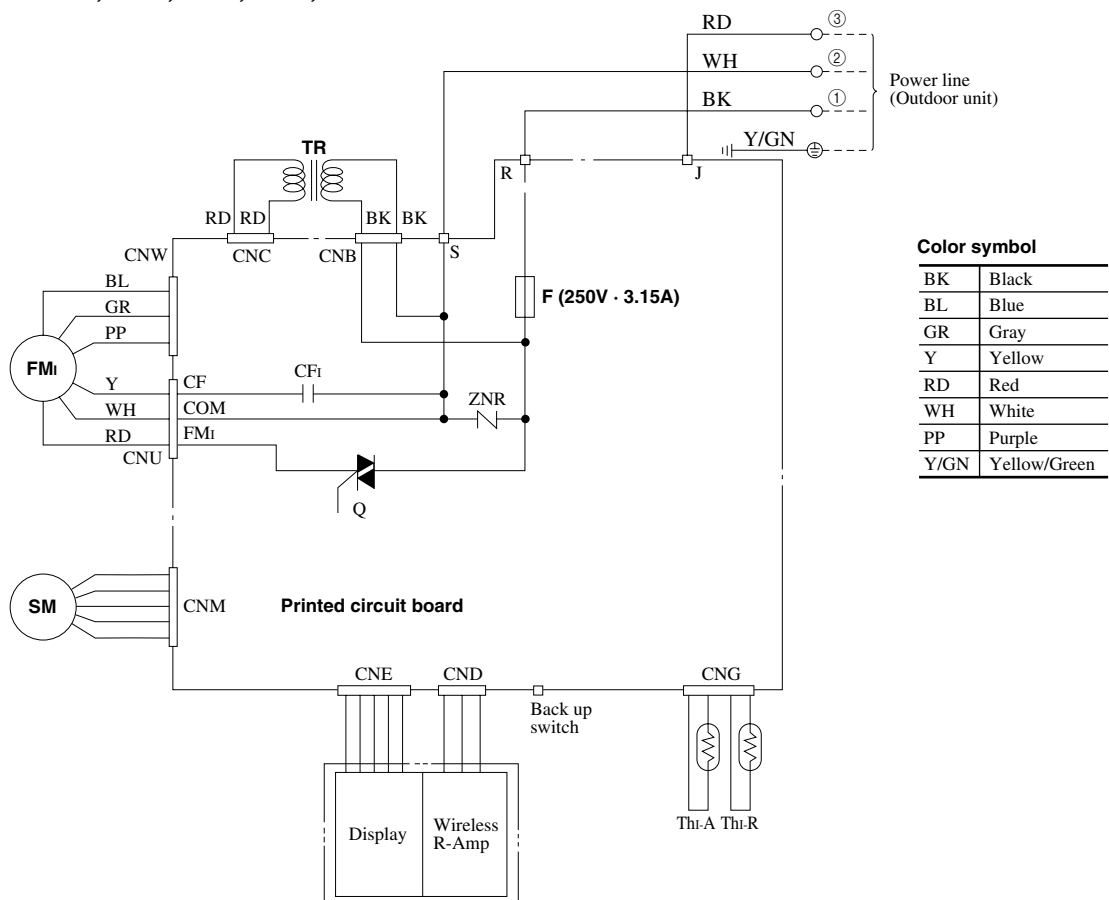 RD ③
WH ②
BK ①
Y/GN
Power line
(Outdoor unit)
TR
R
J
RD RD BK BK
CNW
CNC
CNB
S
BL
GR
PP
FMI
F (250V · 3.15A)
Y
CF
CFI
WH
COM
ZNR
RD
FMI
CNU
Q
Color symbol
BK Black
BL Blue
GR Gray
Y Yellow
RD Red
WH White
PP Purple
Y/GN Yellow/Green
SM
CNM
Printed circuit board
CNE
CND
CNG
Back up
switch
Display
Wireless
R-Amp
ThI-A ThI-R